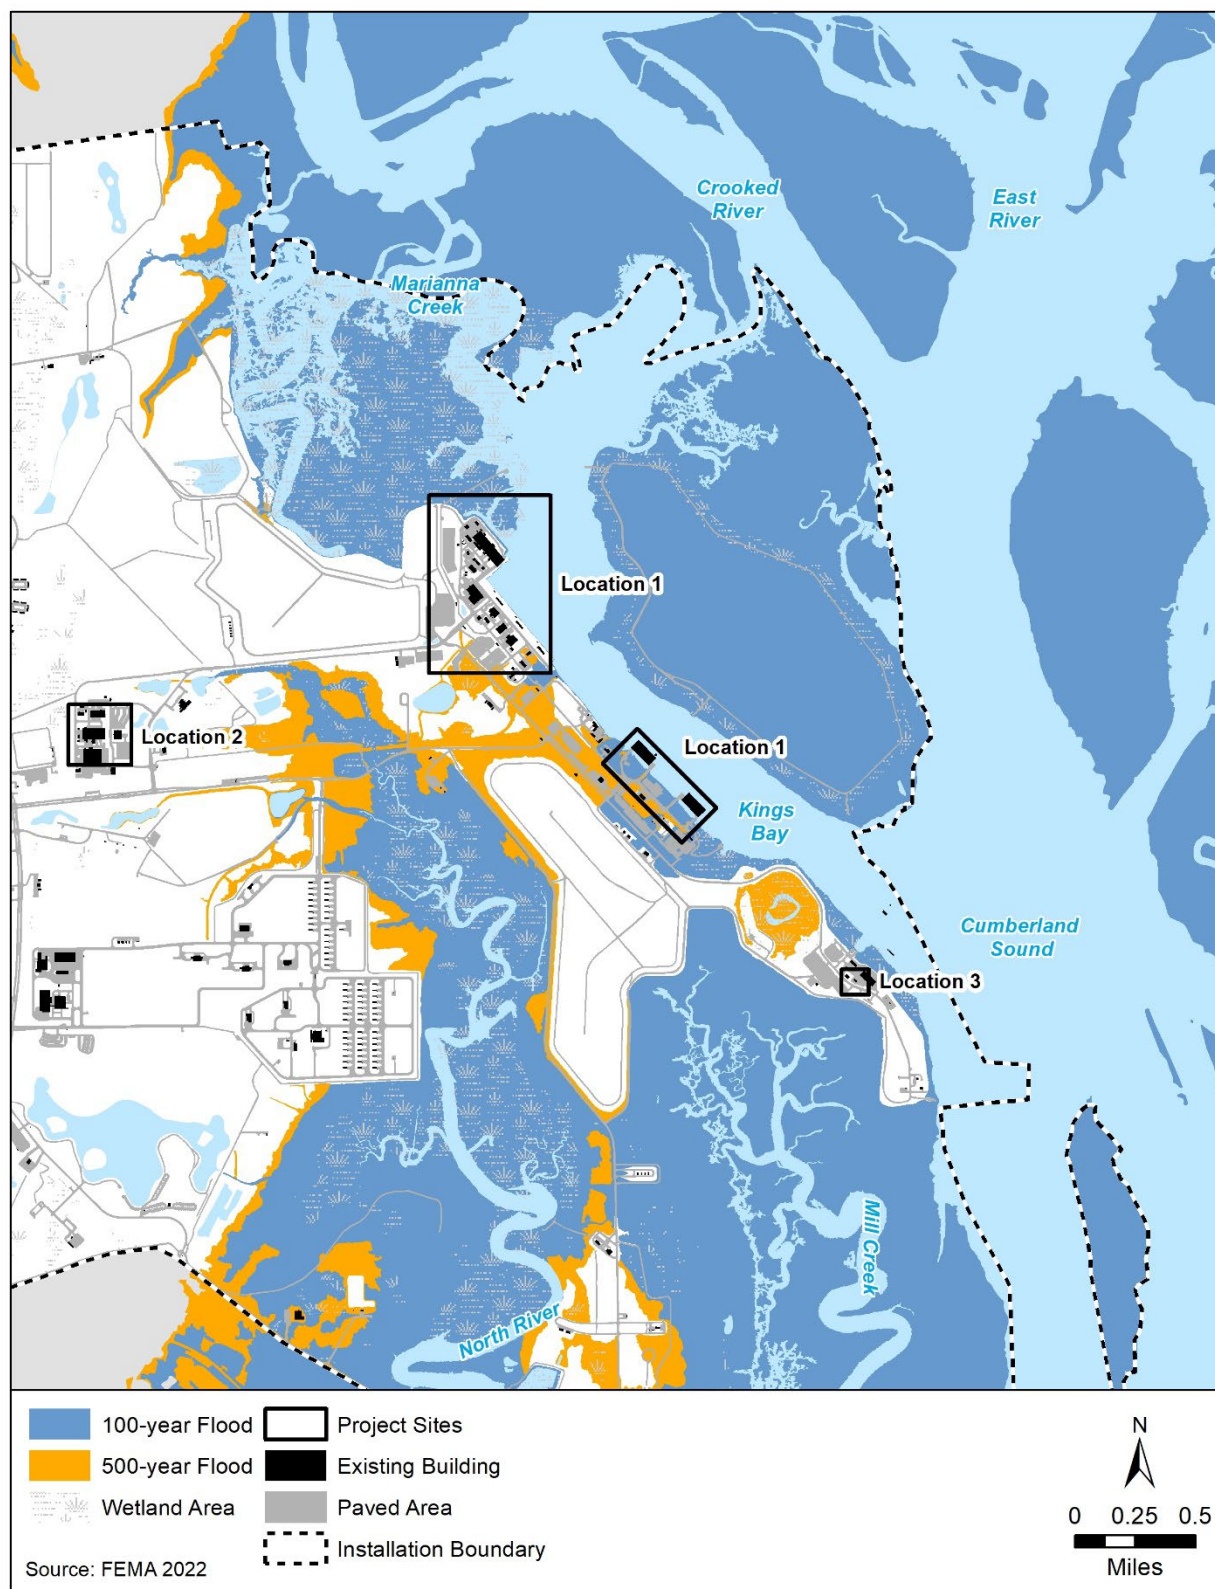 Crooked
River
East
River
Marianna
Creek
Location 1
Location 2
Location 1
Kings
Bay
Cumberland
Sound
Location 3
Mill Creek
North River
100-year Flood
500-year Flood
Wetland Area
Project Sites
Existing Building
Paved Area
Installation Boundary
Source: FEMA 2022
N
0 0.25 0.5
Miles